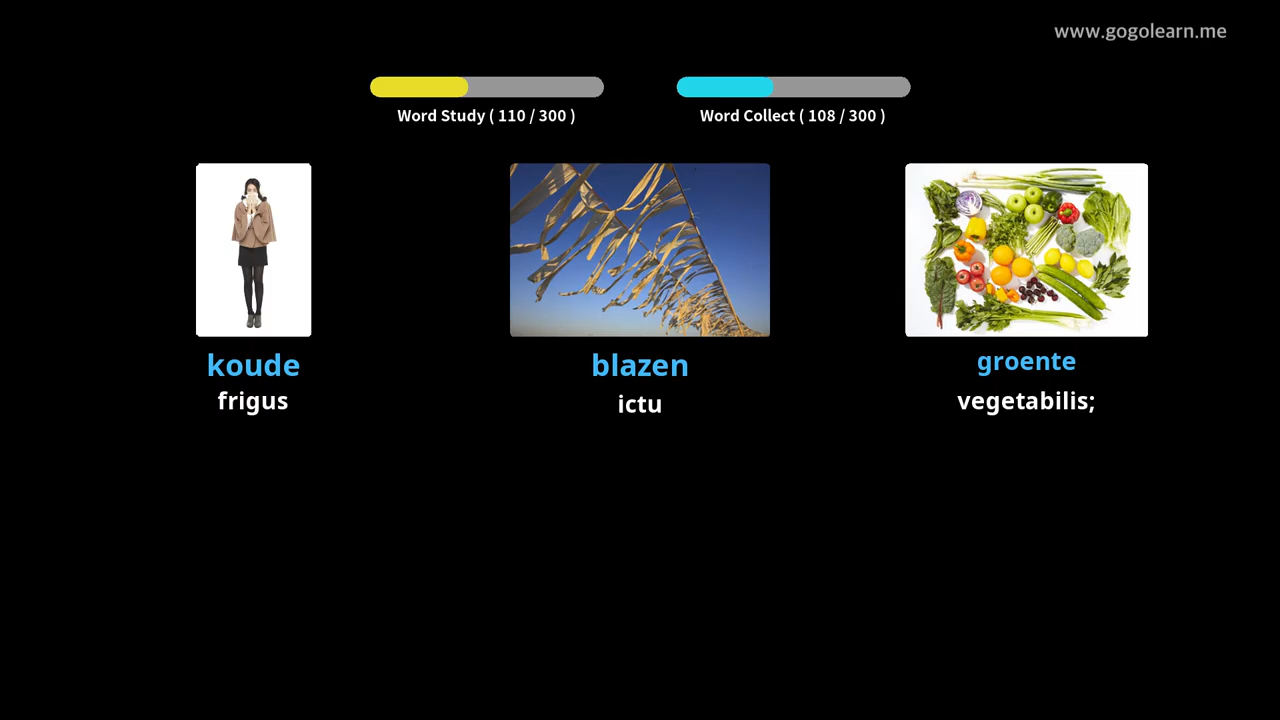 www.gogolearn.me
Word Study ( 110 / 300 )
Word Collect ( 108 / 300 )
koude
blazen
groente
frigus
ictu
vegetabilis;